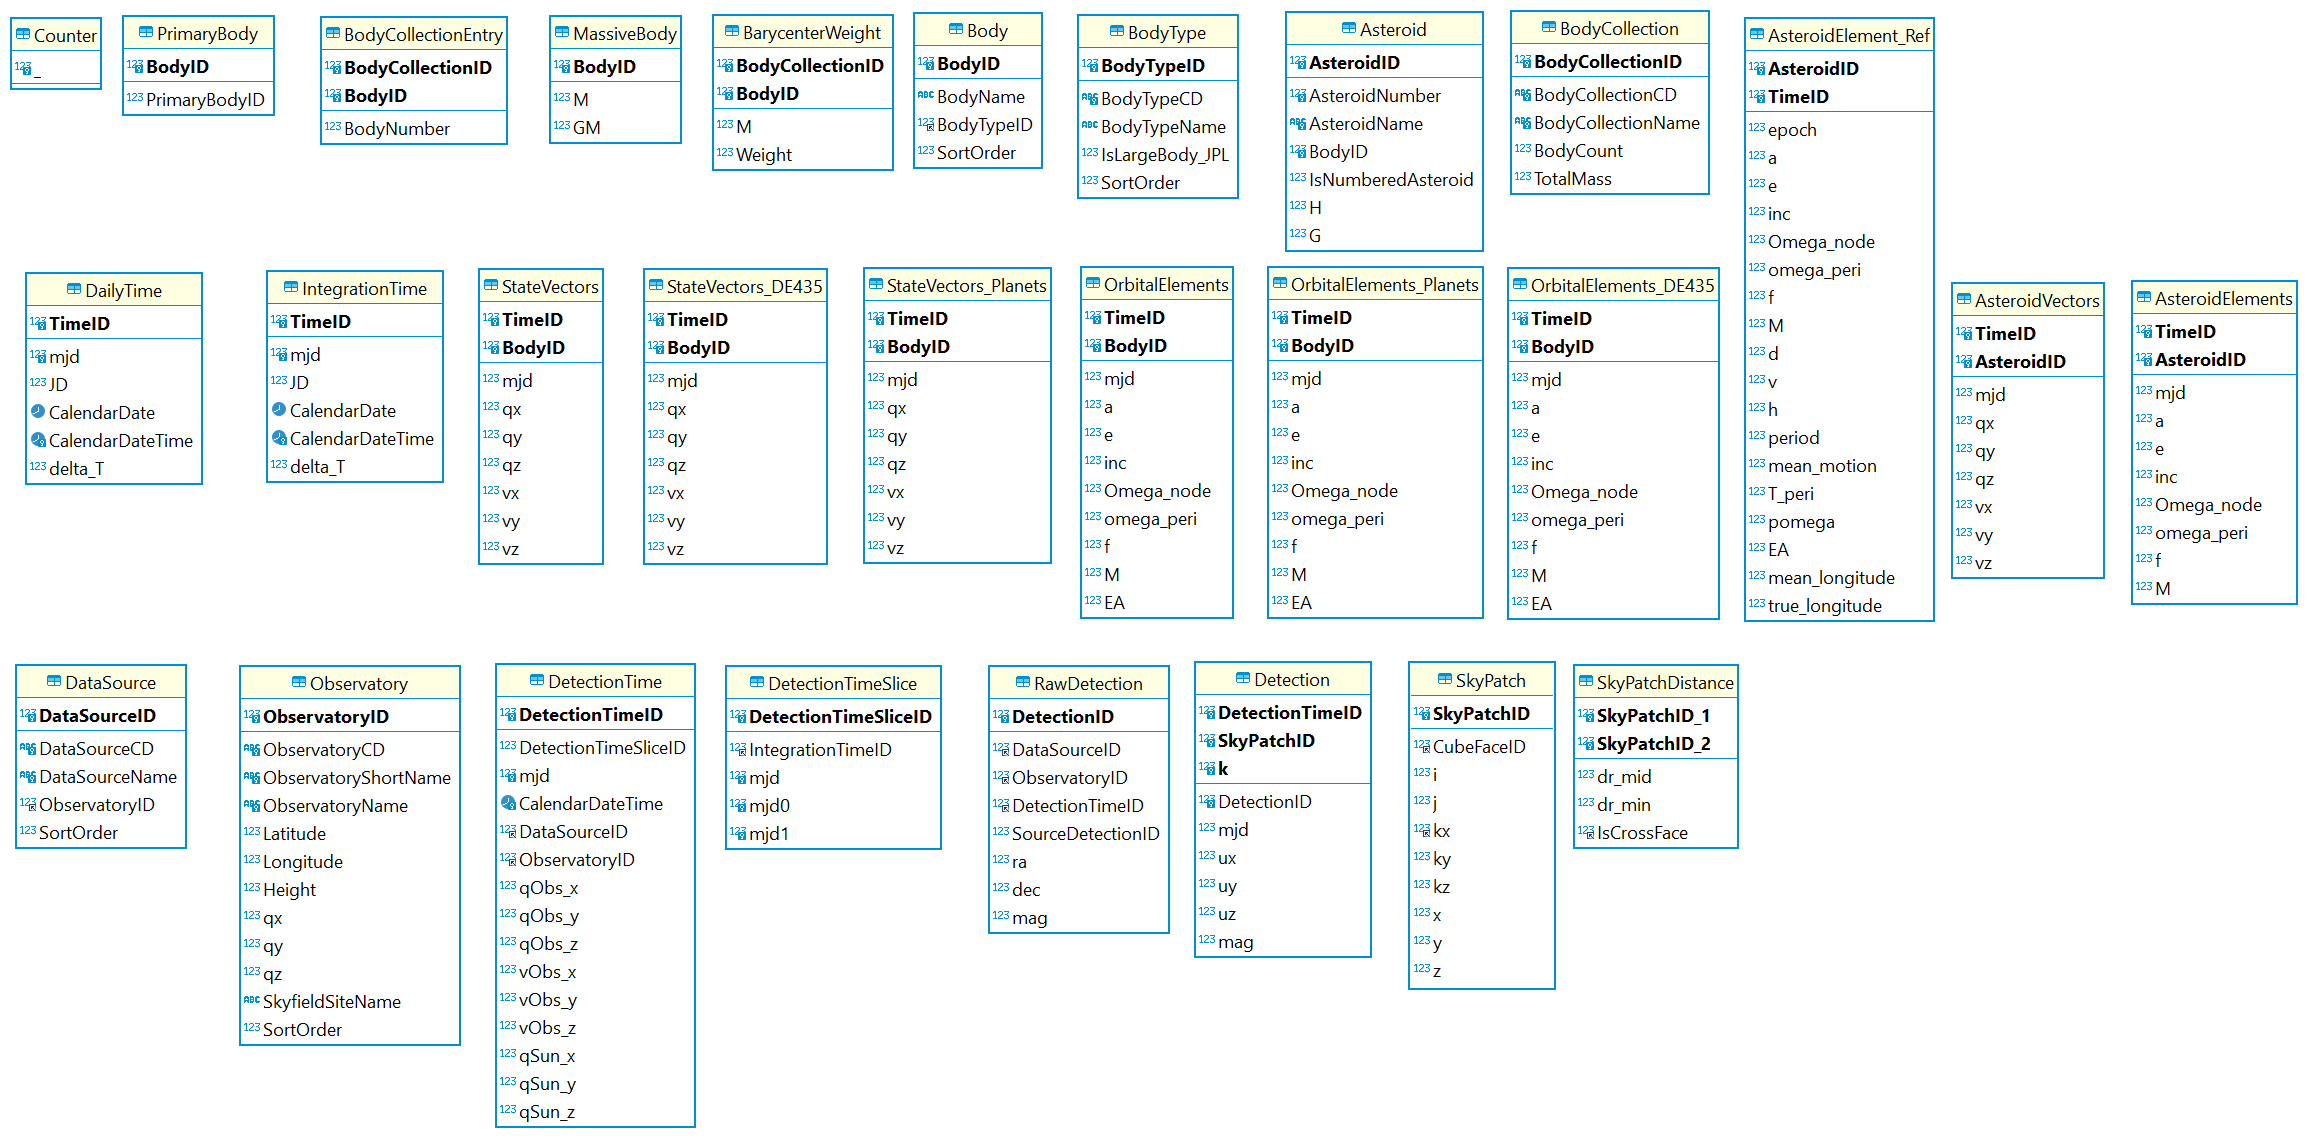 Counter
_
PrimaryBody
BodyID
PrimaryBodyID
BodyCollectionEntry
BodyCollectionID
BodyID
BodyNumber
MassiveBody
BodyID
M
GM
BarycenterWeight
BodyCollectionID
BodyID
M
Weight
Body
BodyID
BodyName
BodyTypeID
SortOrder
BodyType
BodyTypeID
BodyTypeCD
BodyTypeName
IsLargeBody_JPL
SortOrder
Asteroid
AsteroidID
AsteroidNumber
AsteroidName
BodyID
IsNumberedAsteroid
H
G
BodyCollection
BodyCollectionID
BodyCollectionCD
BodyCollectionName
BodyCount
TotalMass
AsteroidElement_Ref
AsteroidID
TimeID
epoch
a
e
inc
Omega_node
omega_peri
f
M
d
v
h
period
mean_motion
T_peri
pomega
EA
mean_longitude
true_longitude
DailyTime
TimeID
mjd
JD
CalendarDate
CalendarDateTime
delta_T
IntegrationTime
TimeID
mjd
JD
CalendarDate
CalendarDateTime
delta_T
StateVectors
TimeID
BodyID
mjd
qx
qy
qz
vx
vy
vz
StateVectors_DE435
TimeID
BodyID
mjd
qx
qy
qz
vx
vy
vz
StateVectors_Planets
TimeID
BodyID
mjd
qx
qy
qz
vx
vy
vz
OrbitalElements
TimeID
BodyID
mjd
a
e
inc
Omega_node
omega_peri
f
M
EA
OrbitalElements_Planets
TimeID
BodyID
mjd
a
e
inc
Omega_node
omega_peri
f
M
EA
OrbitalElements_DE435
TimeID
BodyID
mjd
a
e
inc
Omega_node
omega_peri
f
M
EA
AsteroidVectors
TimeID
AsteroidID
mjd
qx
qy
qz
vx
vy
vz
AsteroidElements
TimeID
AsteroidID
mjd
a
e
inc
Omega_node
omega_peri
f
M
DataSource
DataSourceID
DataSourceCD
DataSourceName
ObservatoryID
SortOrder
Observatory
ObservatoryID
ObservatoryCD
ObservatoryShortName
ObservatoryName
Latitude
Longitude
Height
qx
qy
qz
SkyfieldSiteName
SortOrder
DetectionTime
DetectionTimeID
DetectionTimeSliceID
mjd
CalendarDateTime
DataSourceID
ObservatoryID
qObs_x
qObs_y
qObs_z
vObs_x
vObs_y
vObs_z
qSun_x
qSun_y
qSun_z
DetectionTimeSlice
DetectionTimeSliceID
IntegrationTimeID
mjd
mjd0
mjd1
RawDetection
DetectionID
DataSourceID
ObservatoryID
DetectionTimeID
SourceDetectionID
ra
dec
mag
Detection
DetectionTimeID
SkyPatchID
k
DetectionID
mjd
ux
uy
uz
mag
SkyPatch
SkyPatchID
CubeFaceID
i
j
kx
ky
kz
x
y
z
SkyPatchDistance
SkyPatchID_1
SkyPatchID_2
dr_mid
dr_min
IsCrossFace